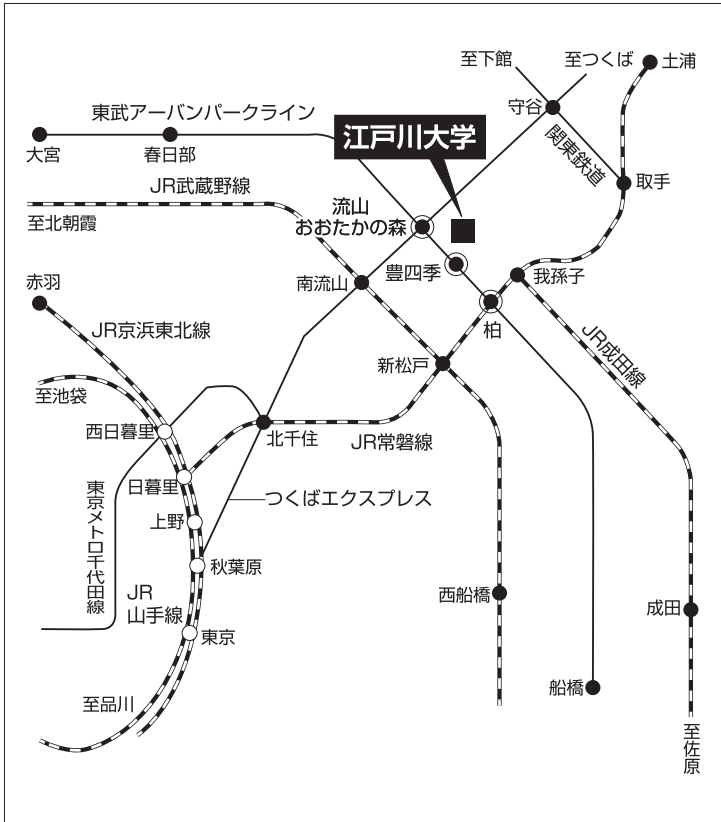 至下館
至つくば
土浦
守谷
東武アーバンパークライン
江戸川大学
大宮
春日部
関東鉄道
取手
JR武蔵野線
流山
おおたかの森
至北朝霞
豊四季
我孫子
赤羽
南流山
柏
JR京浜東北線
JR成田線
新松戸
至池袋
西日暮里
北千住
JR常磐線
日暮里
東京メトロ千代田線
つくばエクスプレス
上野
秋葉原
JR
山手線
西船橋
成田
東京
船橋
至品川
至佐原